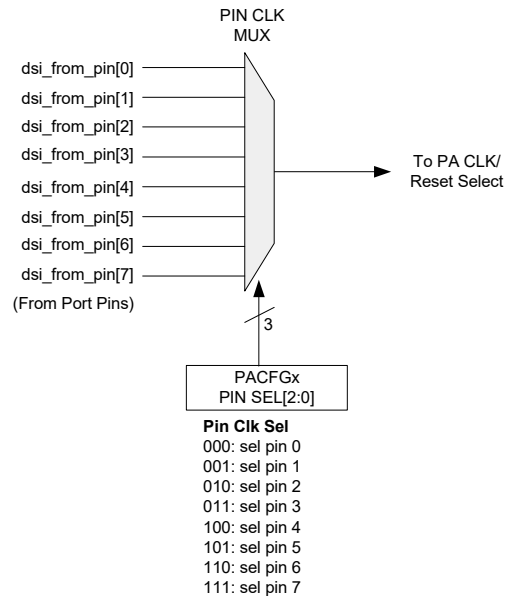 PIN CLK
MUX
dsi_from_pin[0]
dsi_from_pin[1]
dsi_from_pin[2]
dsi_from_pin[3]
dsi_from_pin[4]
dsi_from_pin[5]
dsi_from_pin[6]
dsi_from_pin[7]
(From Port Pins)
To PA CLK/
Reset Select
3
PACFGx
PIN SEL[2:0]
Pin Clk Sel
000: sel pin 0
001: sel pin 1
010: sel pin 2
011: sel pin 3
100: sel pin 4
101: sel pin 5
110: sel pin 6
111: sel pin 7